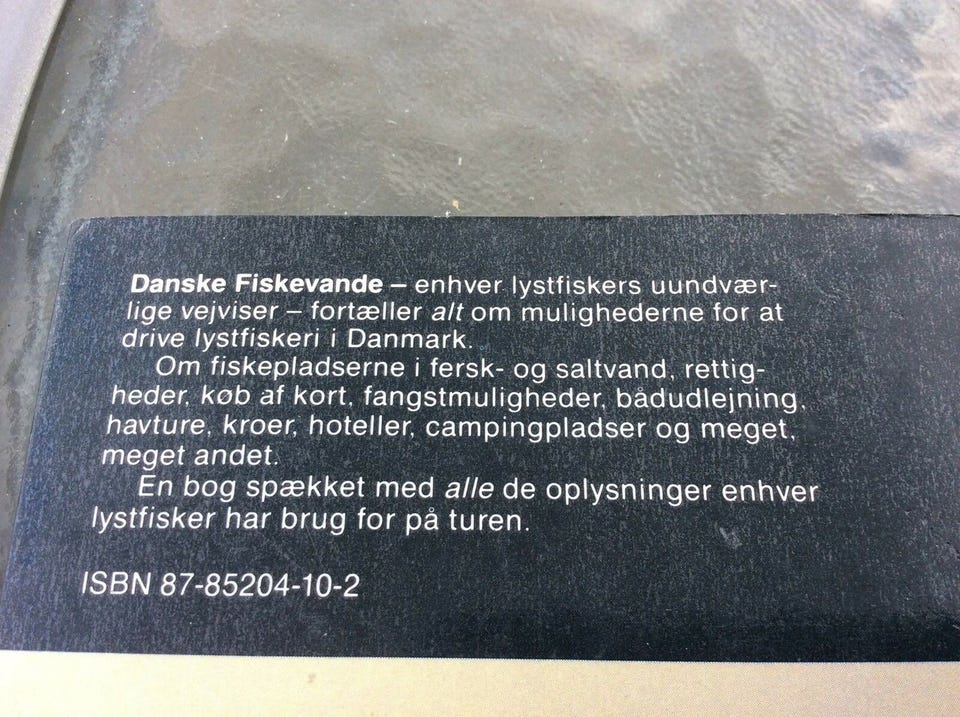 Danske Fiskevande – enhver lystfiskers uundvær-
lige vejviser – fortæller alt om mulighederne for at
drive lystfiskeri i Danmark.
Om fiskepladserne i fersk- og saltvand, rettig-
heder, køb af kort, fangstmuligheder, bådudlejning,
havture, kroer, hoteller, campingpladser og meget,
meget andet.
En bog spækket med alle de oplysninger enhver
lystfisker har brug for på turen.
ISBN 87-85204-10-2